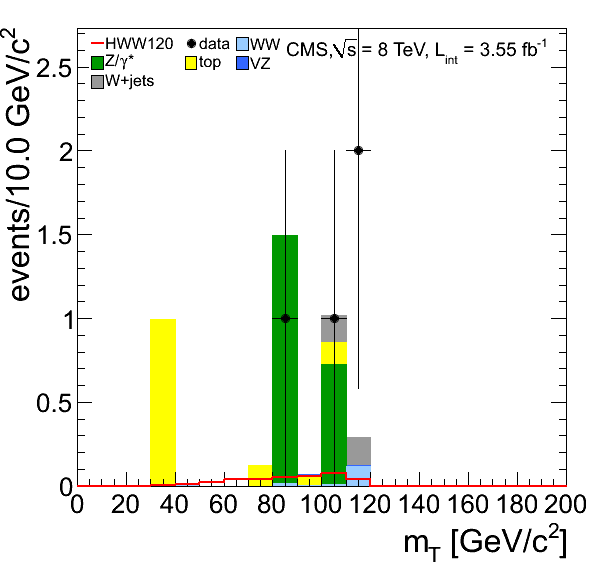 HWW120 data WW CMS,√s = 8 TeV, L_int = 3.55 fb⁻¹
Z/γ* top VZ
W+jets
events/10.0 GeV/c²
2.5
2
1.5
1
0.5
0
0 20 40 60 80 100 120 140 160 180 200
m_T [GeV/c²]